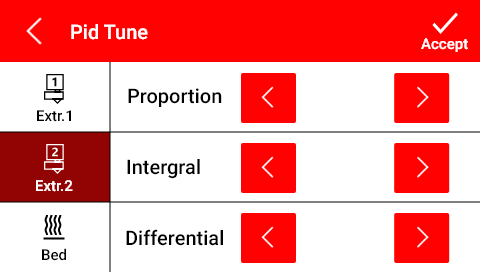 Pid Tune
Accept
1
Extr.1
Proportion
2
Extr.2
Intergral
Bed
Differential